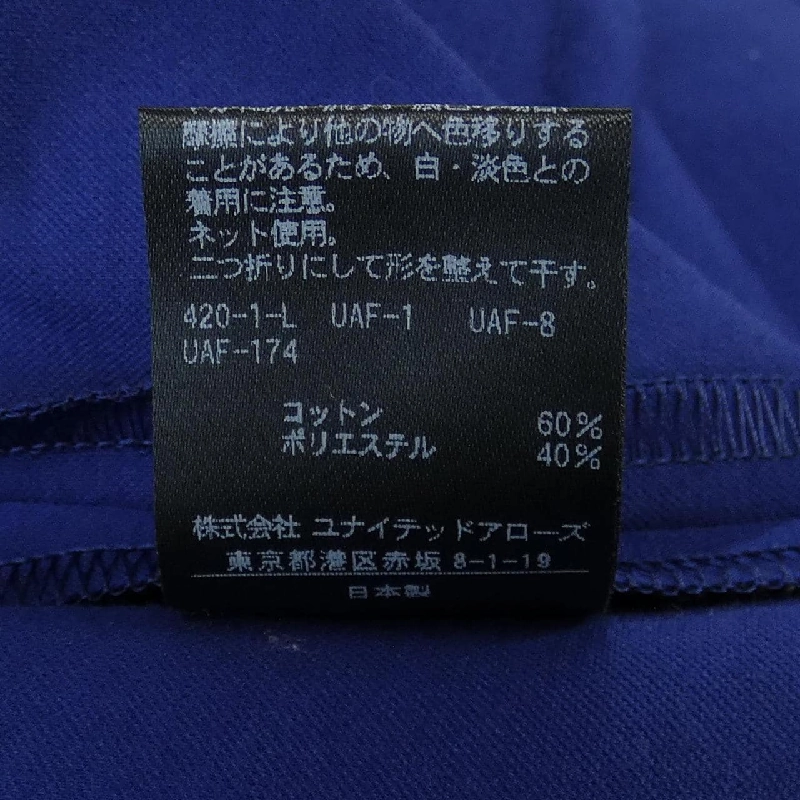 摩擦により他の物へ色移りする
ことがあるため、白・淡色との
着用に注意。
ネット使用。
二つ折りにして形を整えて干す。
420-1-L UAF-1 UAF-8
UAF-174
コットン 60%
ポリエステル 40%
株式会社 ユナイテッドアローズ
東京都港区赤坂 8-1-19
日本製